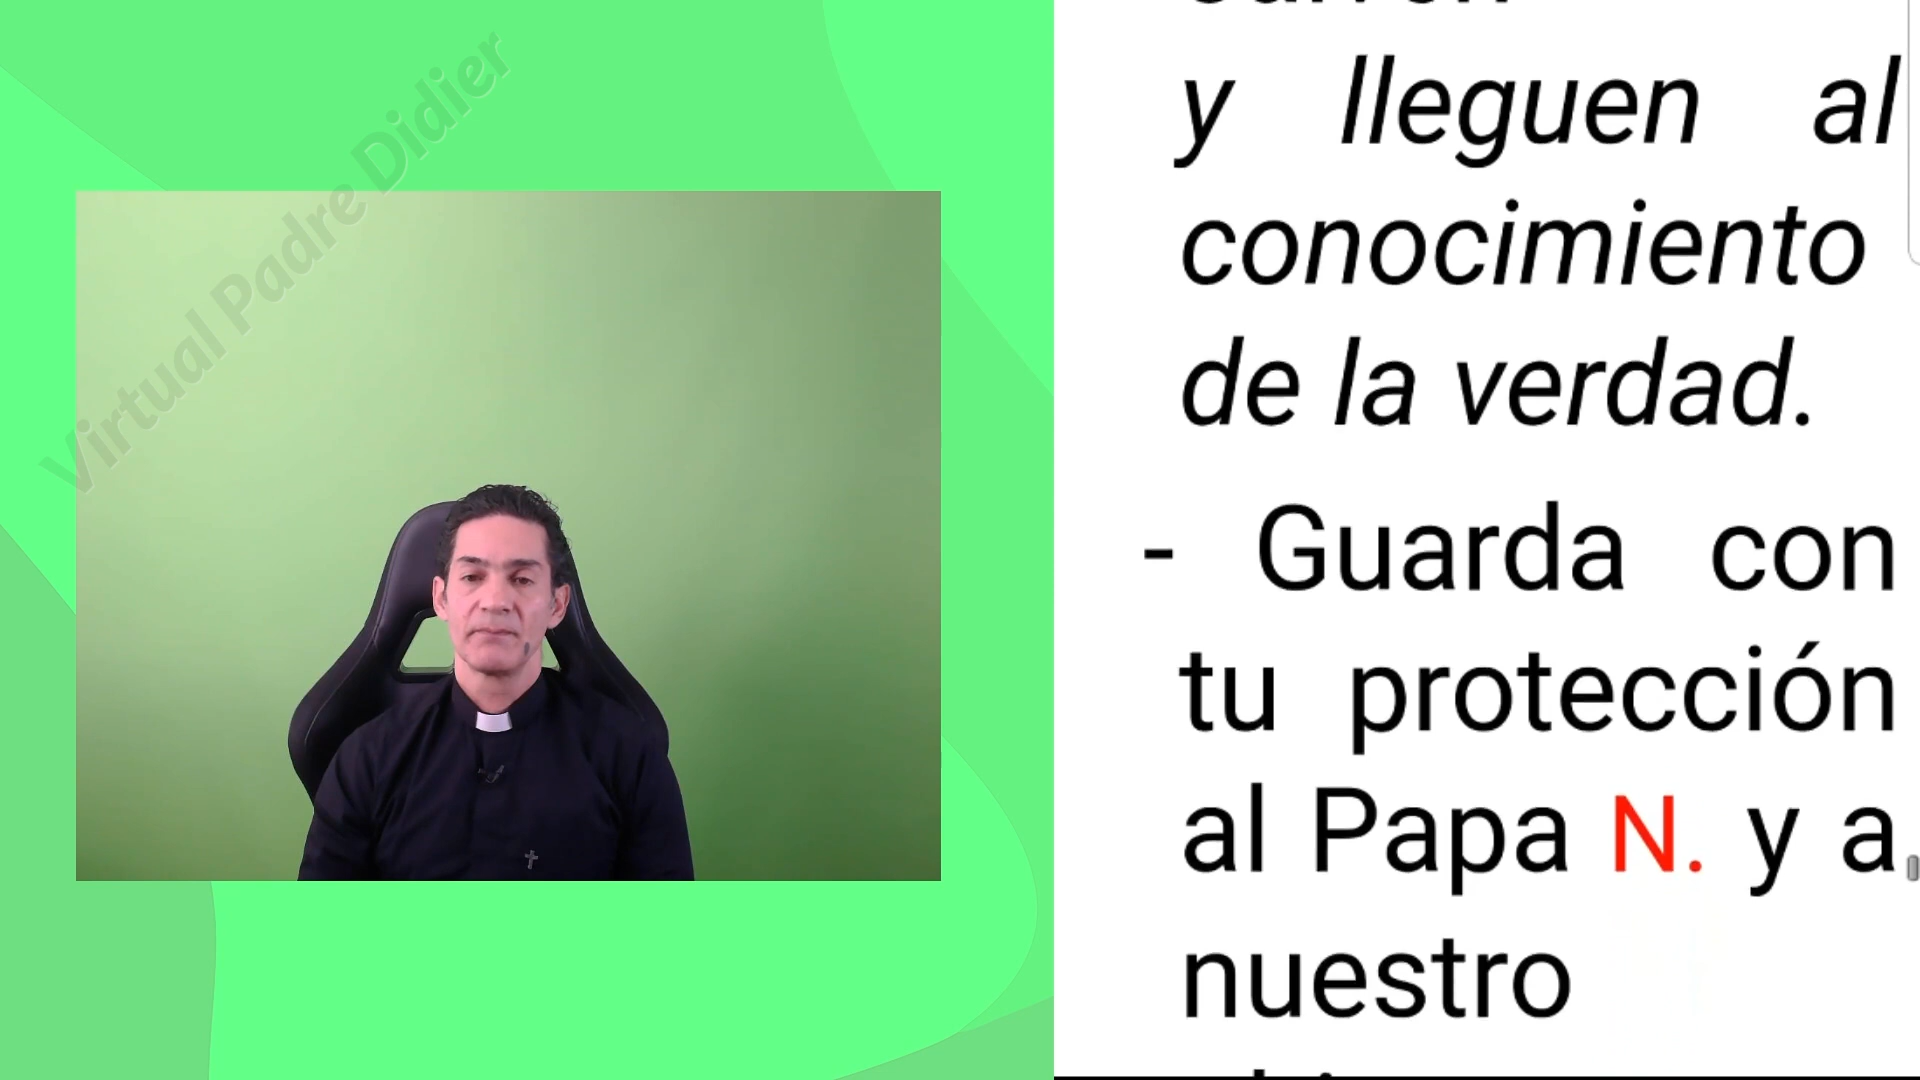 Virtual Padre Didier
y lleguen al
conocimiento
de la verdad.
- Guarda con
tu protección
al Papa N. y a
nuestro